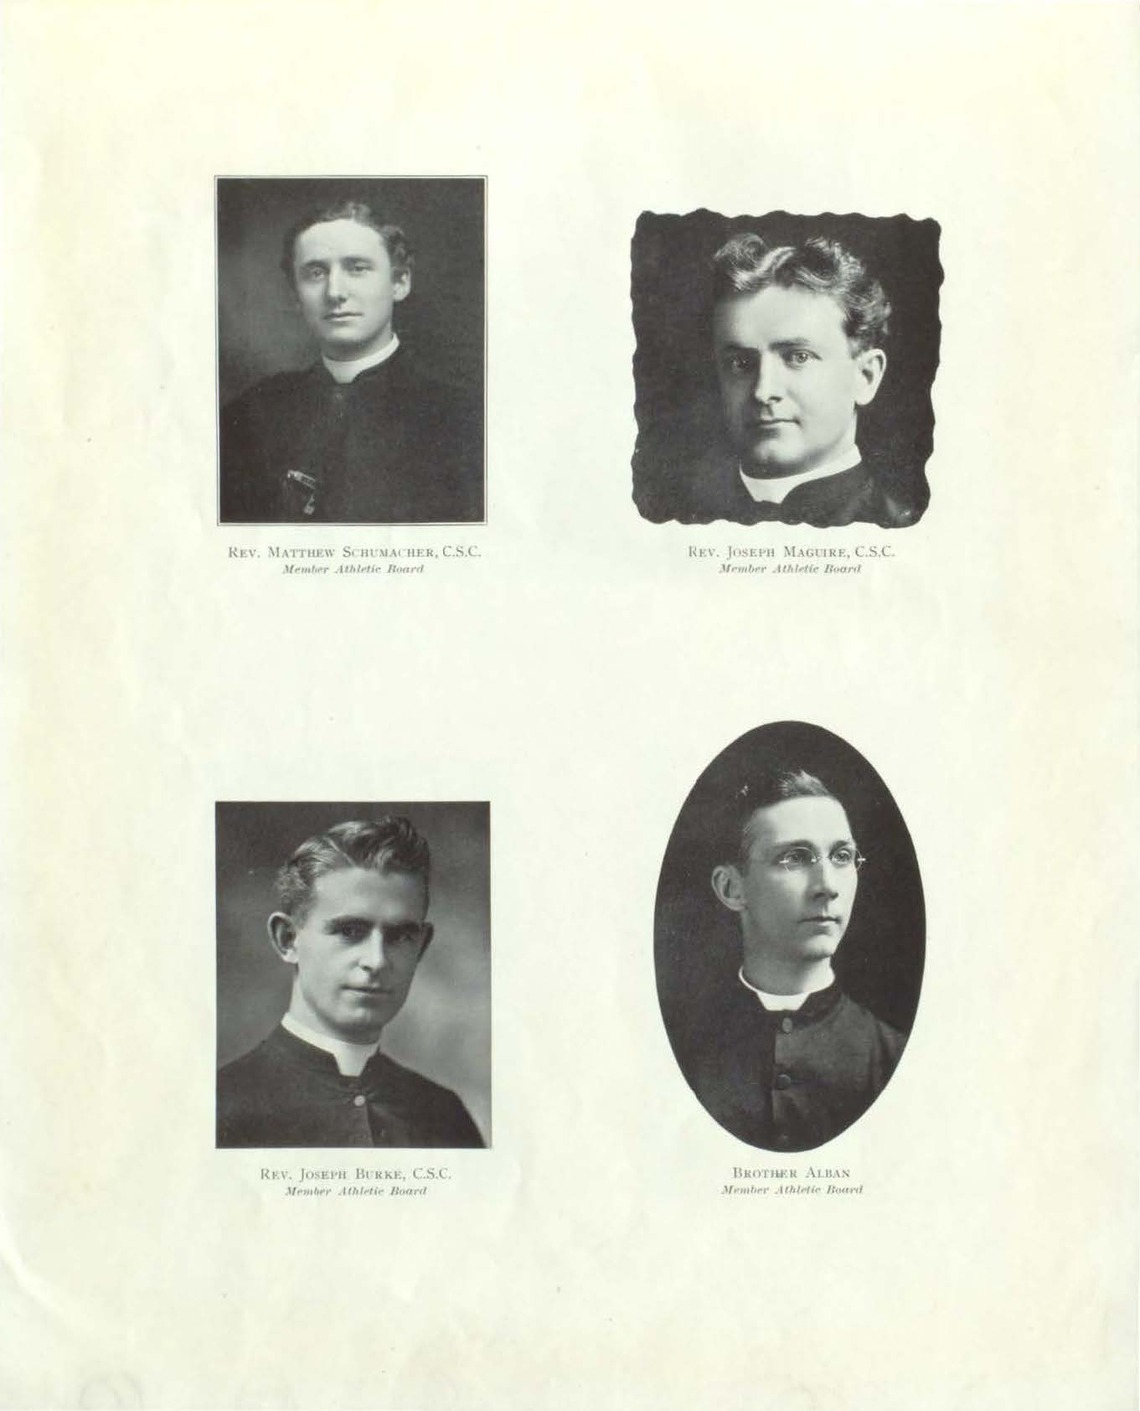 REV. MATTHEW SCHUMACHER, C.S.C.
Member Athletic Board
REV. JOSEPH MAGUIRE, C.S.C.
Member Athletic Board
REV. JOSEPH BURKE, C.S.C.
Member Athletic Board
BROTHER ALBAN
Member Athletic Board